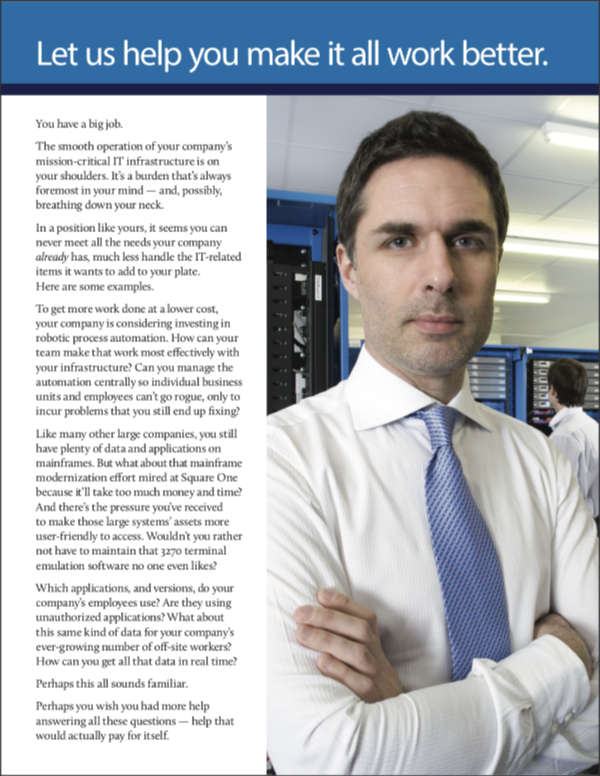 Let us help you make it all work better.
You have a big job.
The smooth operation of your company's
mission-critical IT infrastructure is on
your shoulders. It's a burden that's always
foremost in your mind — and, possibly,
breathing down your neck.
In a position like yours, it seems you can
never meet all the needs your company
already has, much less handle the IT-related
items it wants to add to your plate.
Here are some examples.
To get more work done at a lower cost,
your company is considering investing in
robotic process automation. How can your
team make that work most effectively with
your infrastructure? Can you manage the
automation centrally so individual business
units and employees can't go rogue, only to
incur problems that you still end up fixing?
Like many other large companies, you still
have plenty of data and applications on
mainframes. But what about that mainframe
modernization effort mired at Square One
because it'll take too much money and time?
And there's the pressure you've received
to make those large systems' assets more
user-friendly to access. Wouldn't you rather
not have to maintain that 3270 terminal
emulation software no one even likes?
Which applications, and versions, do your
company's employees use? Are they using
unauthorized applications? What about
this same kind of data for your company's
ever-growing number of off-site workers?
How can you get all that data in real time?
Perhaps this all sounds familiar.
Perhaps you wish you had more help
answering all these questions — help that
would actually pay for itself.